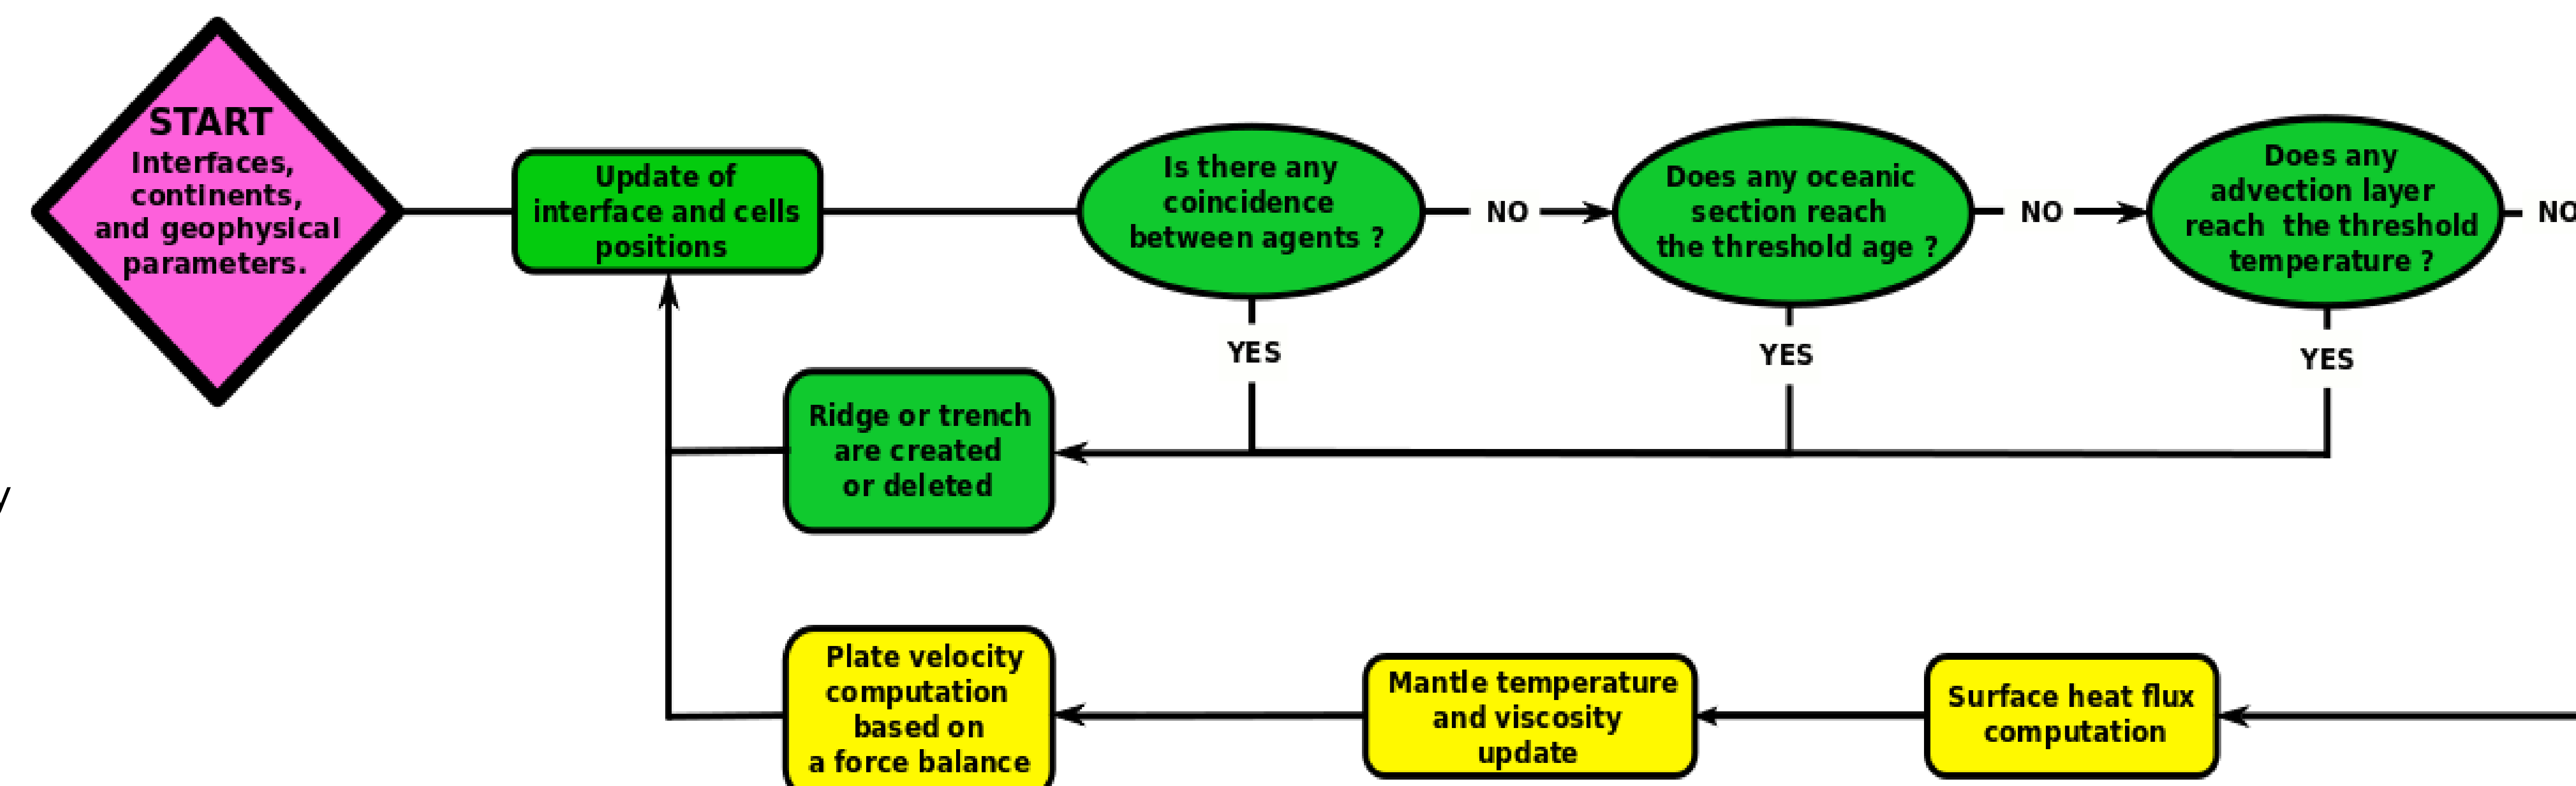 START
Interfaces,
continents,
and geophysical
parameters.
Update of
interface and cells
positions
Is there any
coincidence
between agents ?
NO
Does any oceanic
section reach
the threshold age ?
NO
Does any
advection layer
reach the threshold
temperature ?
NO
YES
YES
YES
Ridge or trench
are created
or deleted
Plate velocity
computation
based on
a force balance
Mantle temperature
and viscosity
update
Surface heat flux
computation